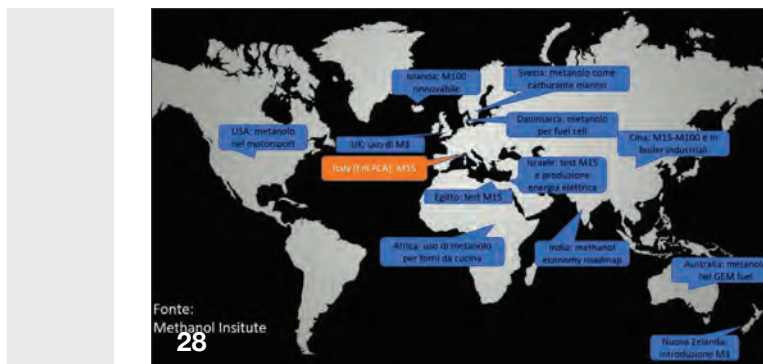 Islanda: M100
rinnovabile
Svezia: metanolo come
carburante marino
USA: metanolo
nel motorsport
Danimarca: metanolo
per fuel cell
UK: uso di M3
Cina: M15-M100 e in
boiler industriali
Italy (Eni FCA): M15
Israele: test M15
e produzione
energia elettrica
Egitto: test M15
Africa: uso di metanolo
per forni da cucina
India: methanol
economy roadmap
Australia: metanolo
nel GEM fuel
Nuova Zelanda:
introduzione M3
Fonte:
Methanol Insitute
28